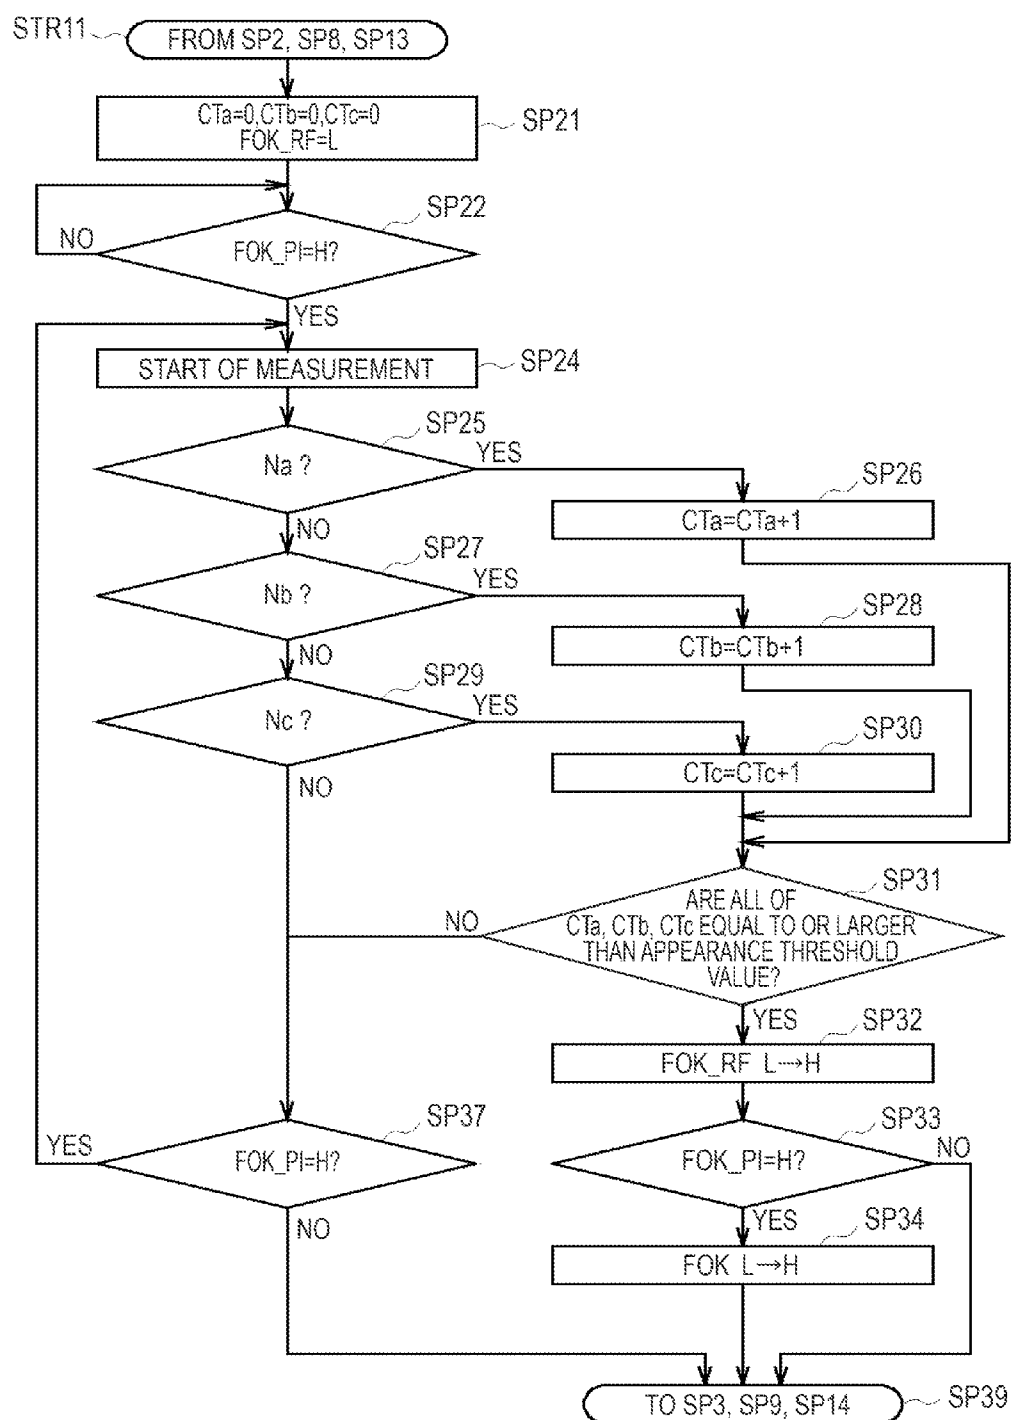 STR11
FROM SP2, SP8, SP13
CTa=0,CTb=0,CTc=0
FOK_RF=L
SP21
SP22
NO
FOK_PI=H?
YES
START OF MEASUREMENT
SP24
SP25
YES
Na ?
NO
SP26
CTa=CTa+1
SP27
YES
Nb ?
NO
SP28
CTb=CTb+1
SP29
YES
Nc ?
NO
SP30
CTc=CTc+1
SP31
NO
ARE ALL OF
CTa, CTb, CTc EQUAL TO OR LARGER
THAN APPEARANCE THRESHOLD
VALUE?
YES
SP32
FOK_RF L→H
SP37
YES
FOK_PI=H?
NO
SP33
NO
FOK_PI=H?
YES
SP34
FOK L→H
TO SP3, SP9, SP14
SP39